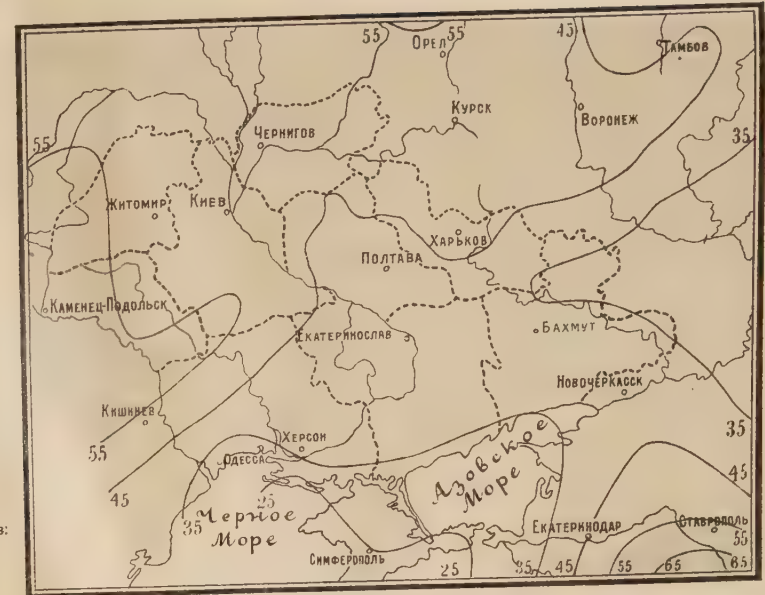 55
Орел
55
45
Тамбов
Курск
Воронеж
Чернигов
35
55
Житомир
Киев
Харьков
Полтава
Каменец-Подольск
Екатеринослав
Бахмут
Новочеркасск
Кишинев
35
Херсон
55
Одесса
Азовское
Море
45
45
25
35
Черное
Море
Екатеринодар
Ставрополь
55
Симферополь
25
35
45
55
65
65
в: